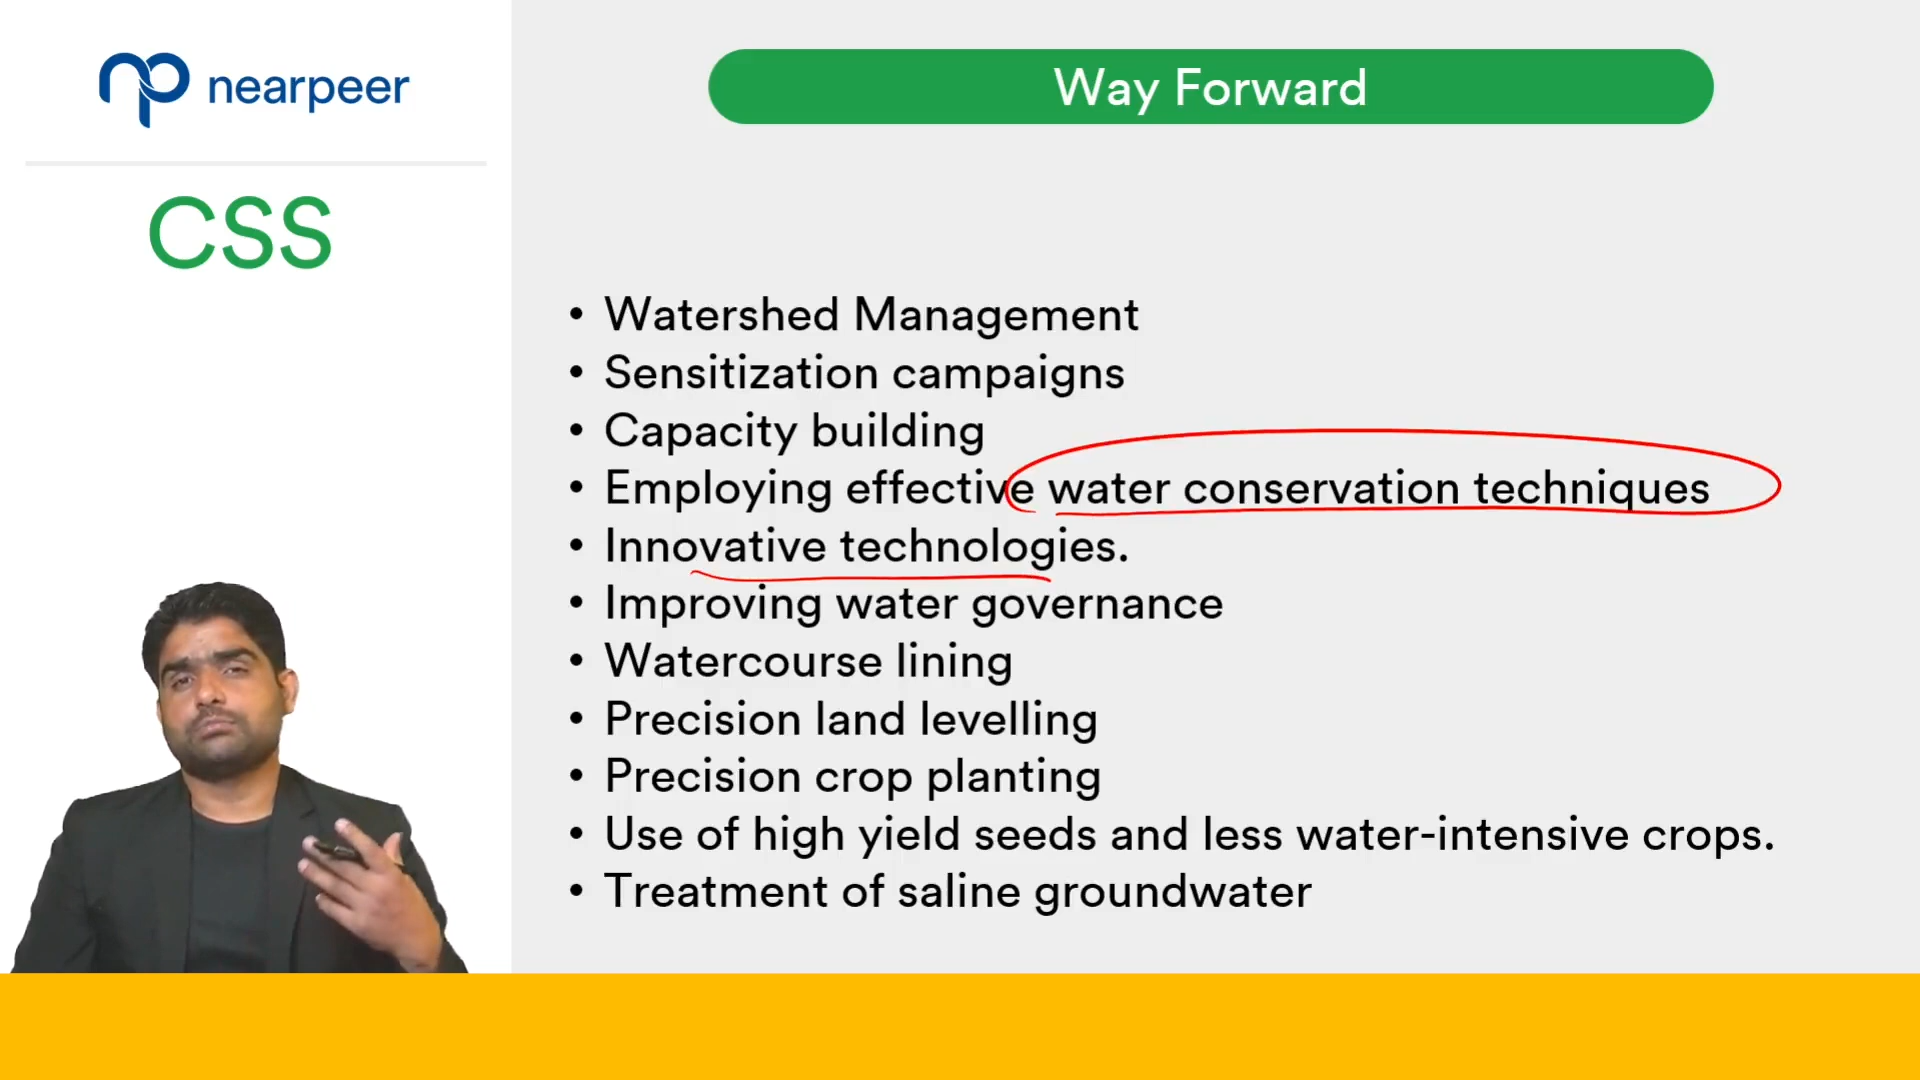 nearpeer
CSS
Way Forward
• Watershed Management
• Sensitization campaigns
• Capacity building
• Employing effective water conservation techniques
• Innovative technologies.
• Improving water governance
• Watercourse lining
• Precision land levelling
• Precision crop planting
• Use of high yield seeds and less water-intensive crops.
• Treatment of saline groundwater